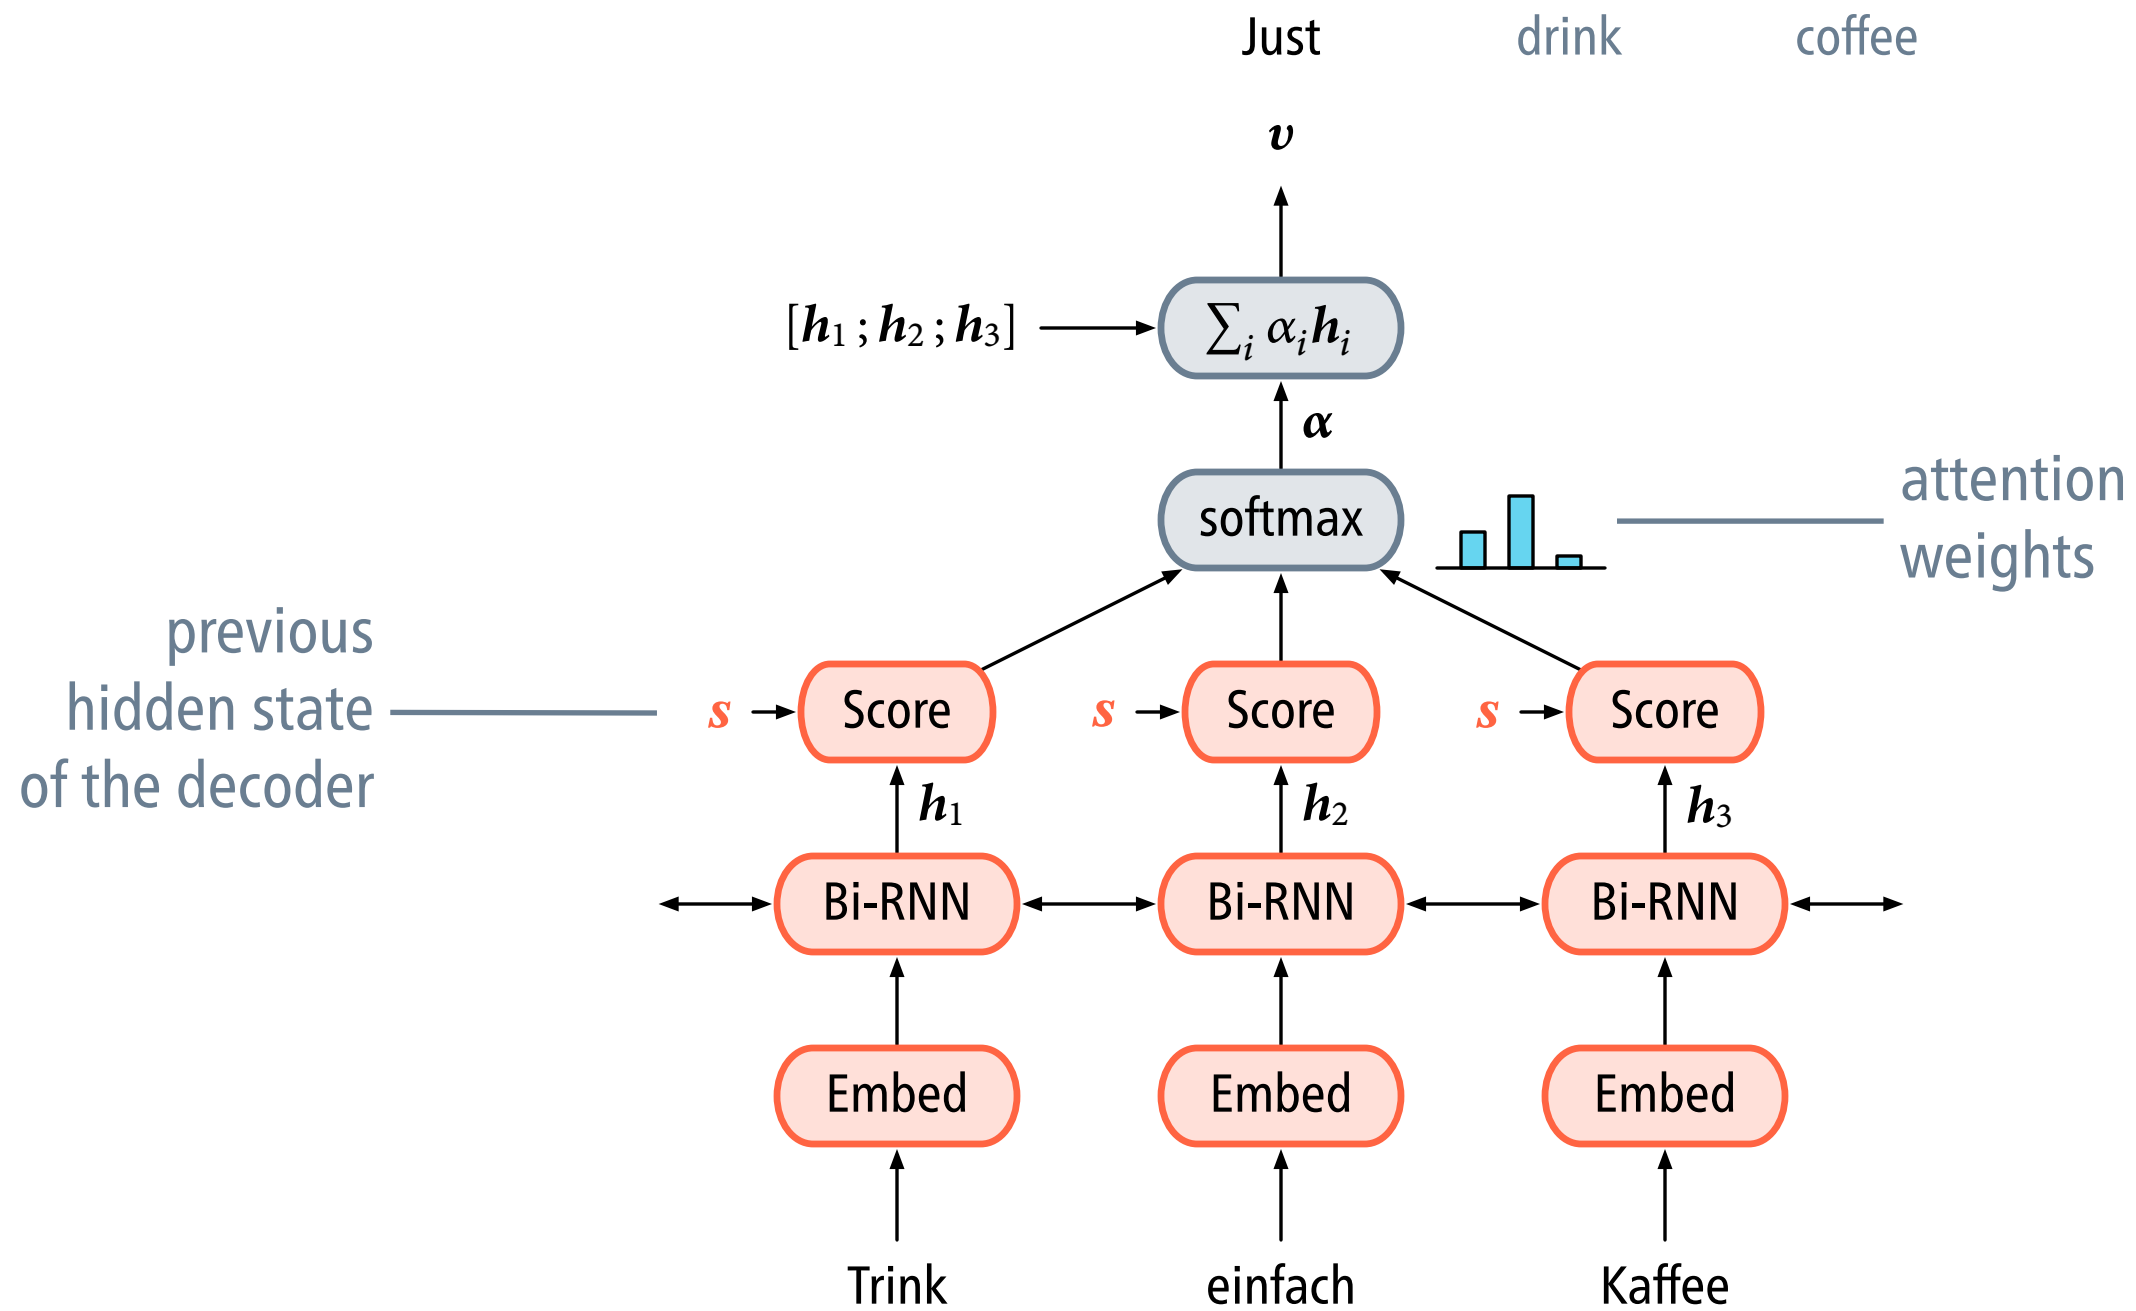 Just drink coffee
v
[h₁ ; h₂ ; h₃] ∑ᵢ αᵢhᵢ
α
softmax
attention
weights
previous
hidden state
of the decoder
s Score s Score s Score
h₁ h₂ h₃
Bi-RNN Bi-RNN Bi-RNN
Embed Embed Embed
Trink einfach Kaffee